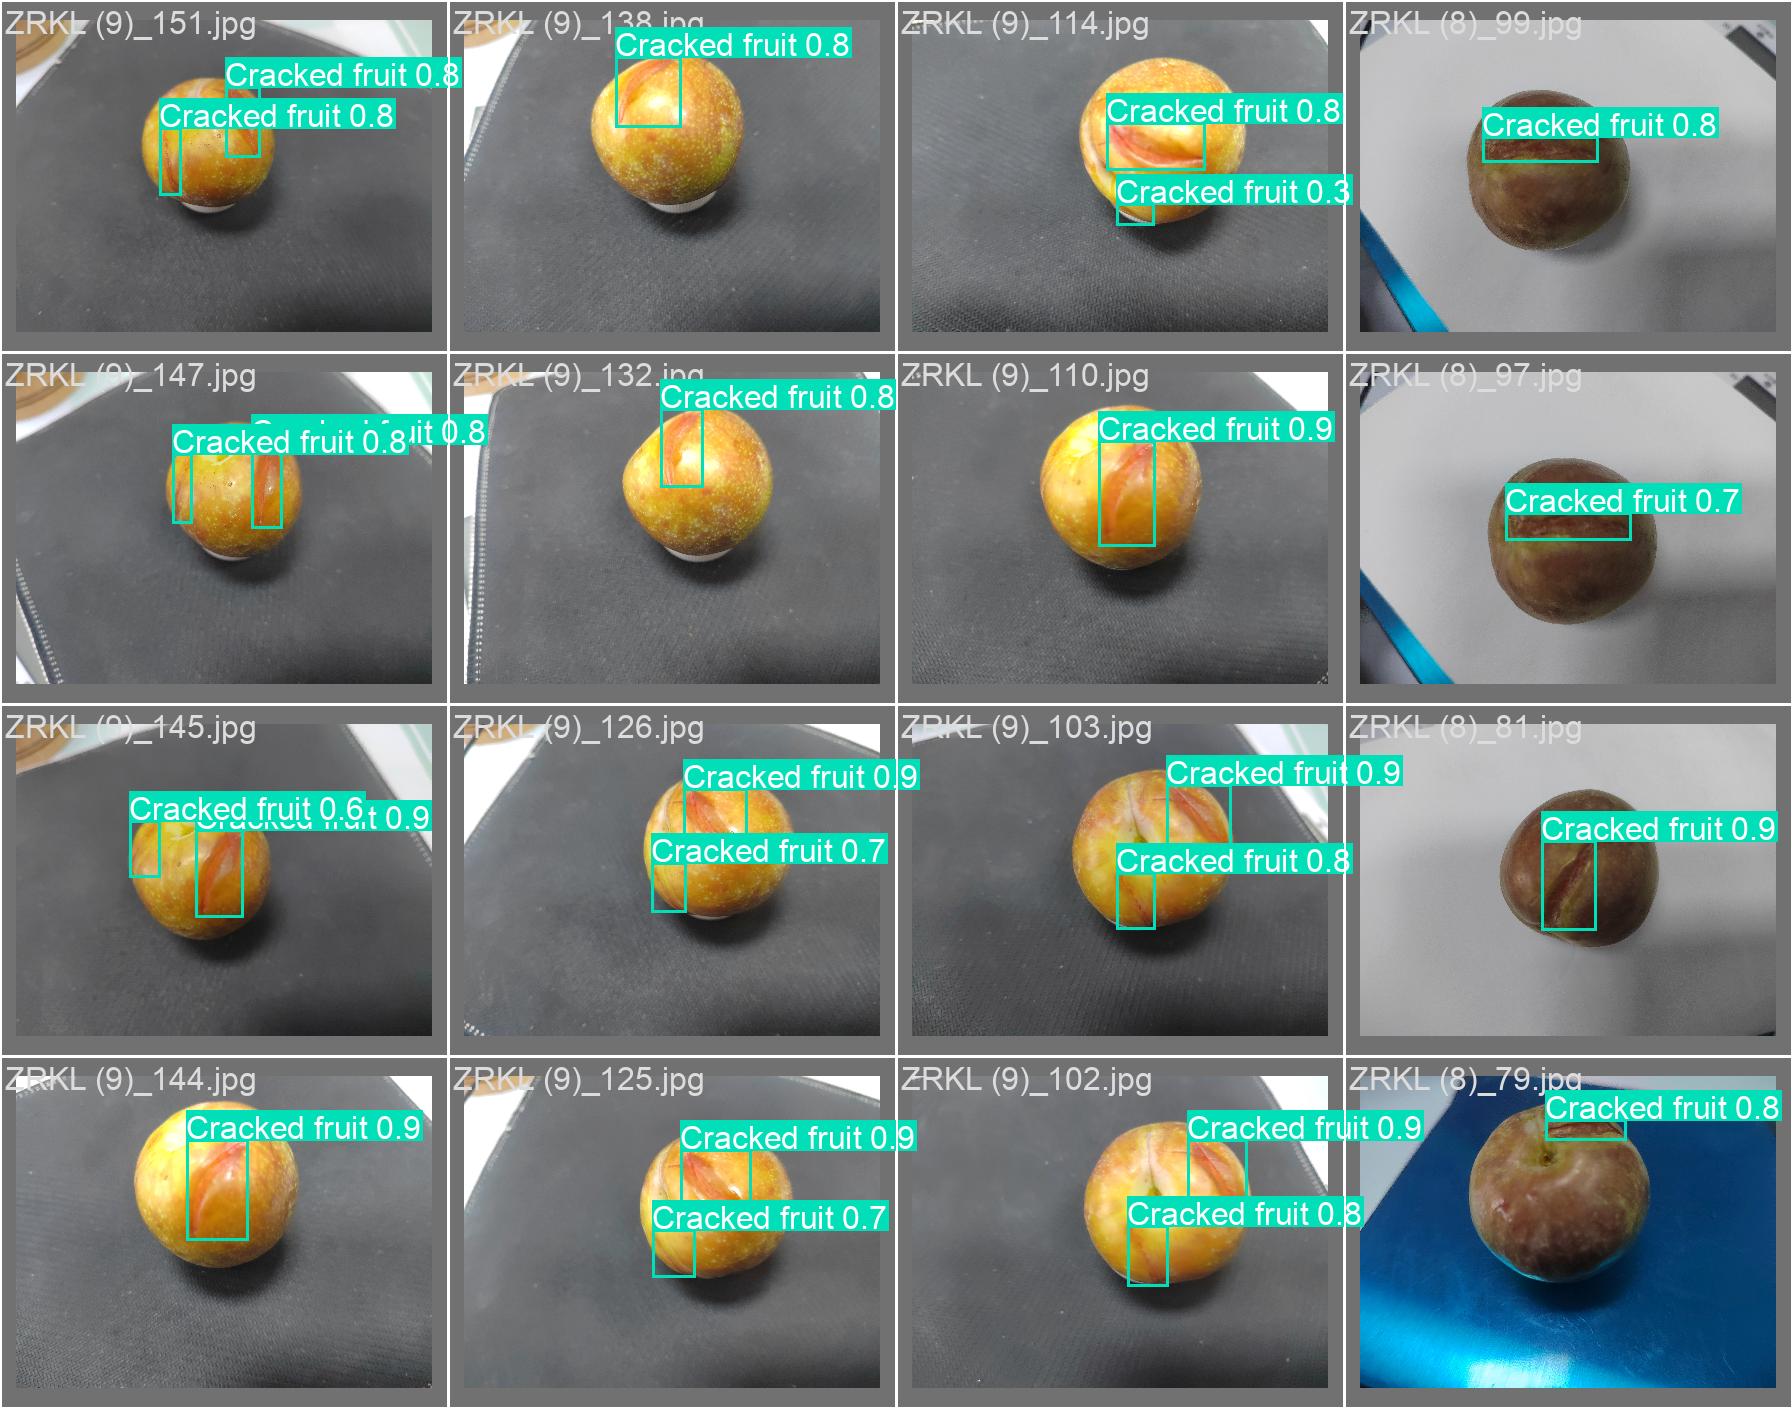 ZRKL (9)_151.jpg
Cracked fruit 0.8
Cracked fruit 0.8
ZRKL (9)_138.jpg
Cracked fruit 0.8
ZRKL (9)_114.jpg
Cracked fruit 0.8
Cracked fruit 0.3
ZRKL (8)_99.jpg
Cracked fruit 0.8
ZRKL (9)_147.jpg
Cracked fruit 0.8
Cracked fruit 0.8
ZRKL (9)_132.jpg
Cracked fruit 0.8
ZRKL (9)_110.jpg
Cracked fruit 0.9
ZRKL (8)_97.jpg
Cracked fruit 0.7
ZRKL (9)_145.jpg
Cracked fruit 0.6
Cracked fruit 0.9
ZRKL (9)_126.jpg
Cracked fruit 0.9
Cracked fruit 0.7
ZRKL (9)_103.jpg
Cracked fruit 0.9
Cracked fruit 0.8
ZRKL (8)_81.jpg
Cracked fruit 0.9
ZRKL (9)_144.jpg
Cracked fruit 0.9
ZRKL (9)_125.jpg
Cracked fruit 0.9
Cracked fruit 0.7
ZRKL (9)_102.jpg
Cracked fruit 0.9
Cracked fruit 0.8
ZRKL (8)_79.jpg
Cracked fruit 0.8